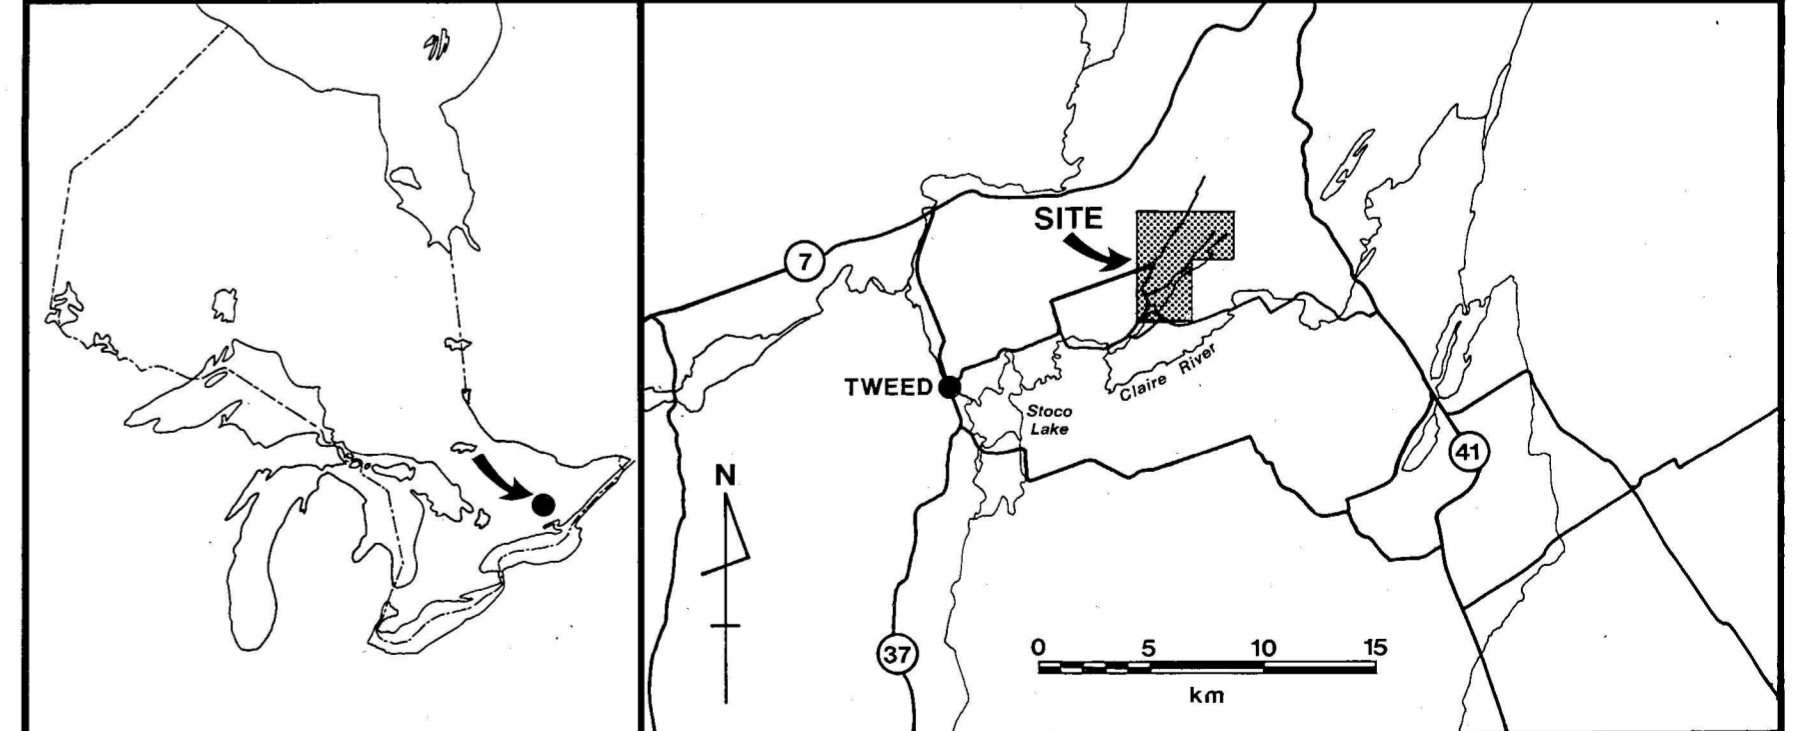 SITE
7
TWEED
Claire River
Stoco
Lake
41
N
37
0 5 10 15
km